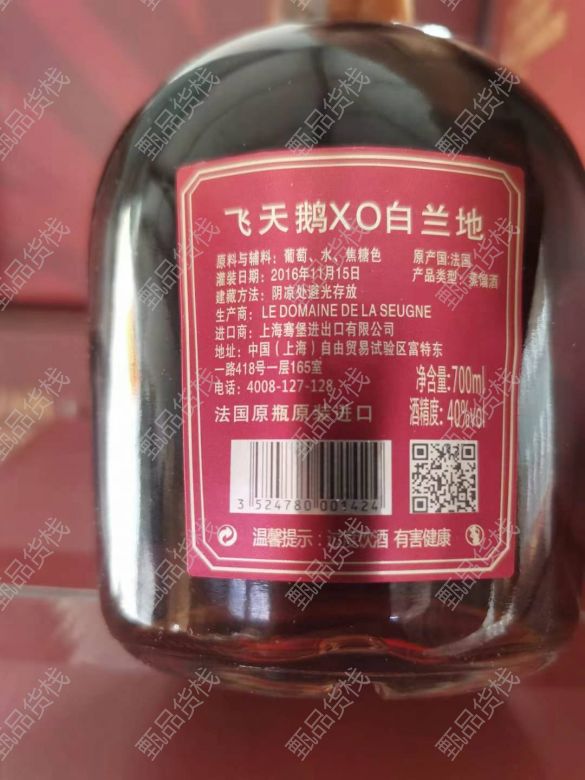 飞天鹅XO白兰地
原料与辅料：葡萄、水、焦糖色 原产国:法国
灌装日期：2016年11月15日 产品类型：蒸馏酒
建藏方法：阴凉处避光存放
生产商：LE DOMAINE DE LA SEUGNE
进口商：上海骞堡进出口有限公司
地址：中国（上海）自由贸易试验区富特东
一路418号一层165室
净含量:700ml
电话：4008-127-128
酒精度：40%vol
法国原瓶原装进口
3 524780 003424
温馨提示：过量饮酒 有害健康
甄品货栈